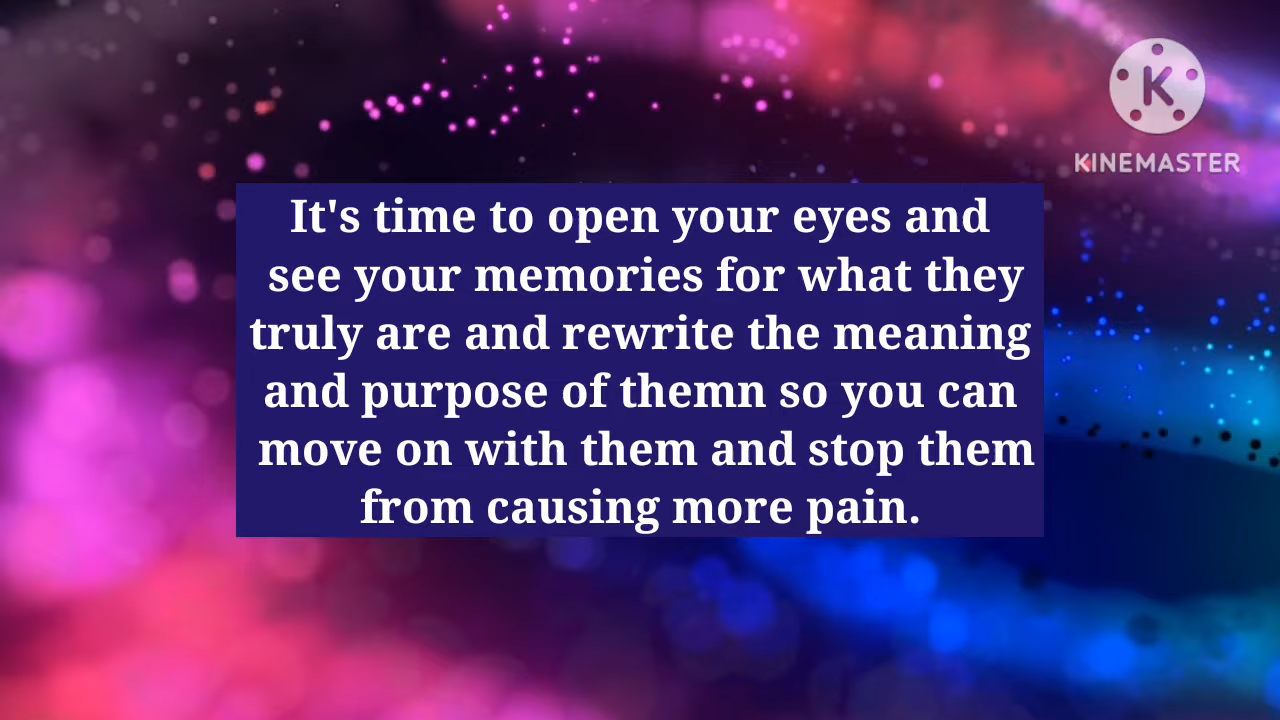 K
KINEMASTER
It's time to open your eyes and
see your memories for what they
truly are and rewrite the meaning
and purpose of themn so you can
move on with them and stop them
from causing more pain.